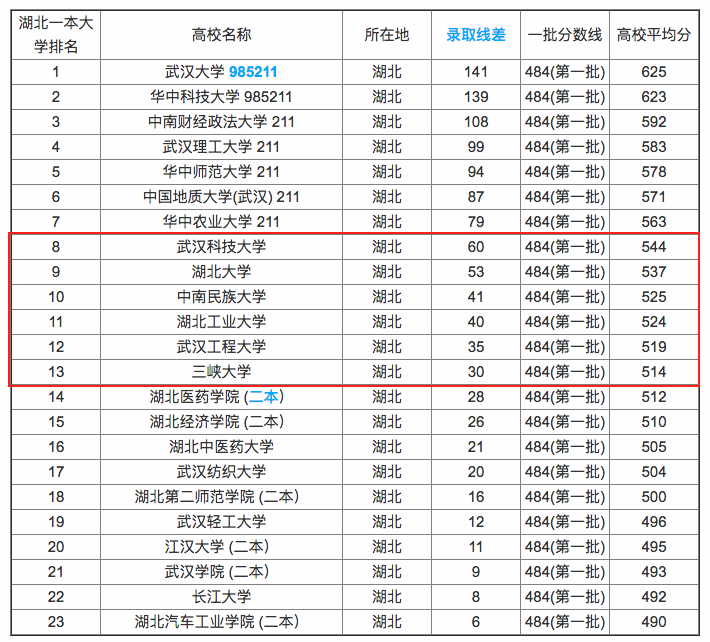 湖北一本大学排名 高校名称 所在地 录取线差 一批分数线 高校平均分
1 武汉大学 985211 湖北 141 484(第一批) 625
2 华中科技大学 985211 湖北 139 484(第一批) 623
3 中南财经政法大学 211 湖北 108 484(第一批) 592
4 武汉理工大学 211 湖北 99 484(第一批) 583
5 华中师范大学 211 湖北 94 484(第一批) 578
6 中国地质大学(武汉) 211 湖北 87 484(第一批) 571
7 华中农业大学 211 湖北 79 484(第一批) 563
8 武汉科技大学 湖北 60 484(第一批) 544
9 湖北大学 湖北 53 484(第一批) 537
10 中南民族大学 湖北 41 484(第一批) 525
11 湖北工业大学 湖北 40 484(第一批) 524
12 武汉工程大学 湖北 35 484(第一批) 519
13 三峡大学 湖北 30 484(第一批) 514
14 湖北医药学院 (二本) 湖北 28 484(第一批) 512
15 湖北经济学院 (二本) 湖北 26 484(第一批) 510
16 湖北中医药大学 湖北 21 484(第一批) 505
17 武汉纺织大学 湖北 20 484(第一批) 504
18 湖北第二师范学院 (二本) 湖北 16 484(第一批) 500
19 武汉轻工大学 湖北 12 484(第一批) 496
20 江汉大学 (二本) 湖北 11 484(第一批) 495
21 武汉学院 (二本) 湖北 9 484(第一批) 493
22 长江大学 湖北 8 484(第一批) 492
23 湖北汽车工业学院 (二本) 湖北 6 484(第一批) 490